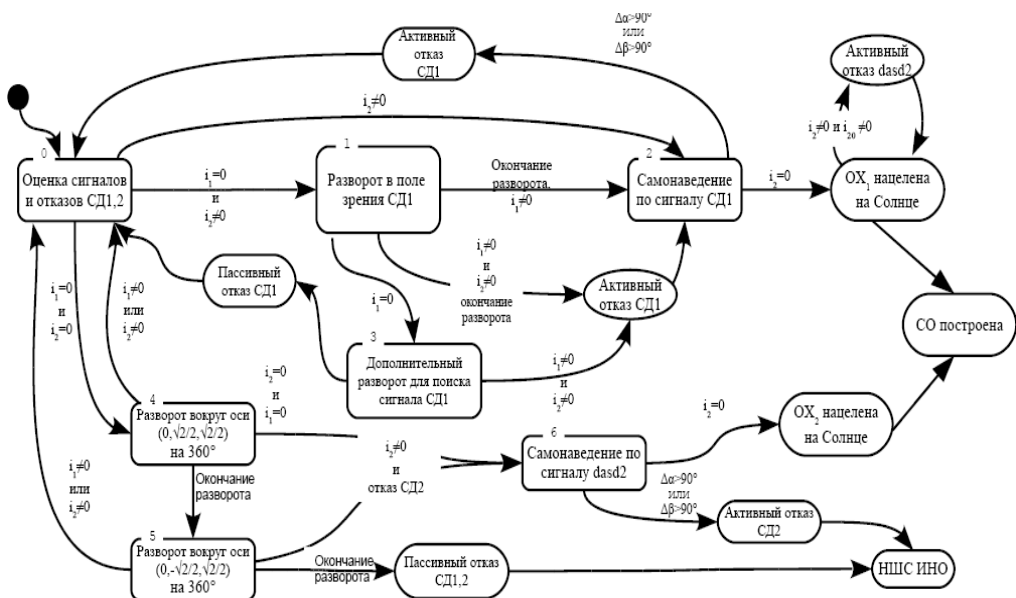 Δα>90°
или
Δβ>90°
Активный
отказ
СД1
Активный
отказ dasd2
i₂≠0
i₂≠0 и i₂₀ ≠0
0
Оценка сигналов
и отказов СД1,2
i₁=0
и
i₂≠0
1
Разворот в поле
зрения СД1
Окончание
разворота.
i₁≠0
2
Самонаведение
по сигналу СД1
i₂=0
OX₁ нацелена
на Солнце
Пассивный
отказ СД1
i₁≠0
и
i₂≠0
окончание
разворота
Активный
отказ СД1
i₁=0
и
i₂=0
i₁≠0
или
i₂≠0
i₁=0
3
Дополнительный
разворот для поиска
сигнала СД1
i₁≠0
и
i₂≠0
СО построена
i₂=0
и
i₁=0
4
Разворот вокруг оси
(0,√2/2,√2/2)
на 360°
i₂≠0
и
отказ СД2
6
Самонаведение по
сигналу dasd2
i₂=0
OX₂ нацелена
на Солнце
i₁≠0
или
i₂≠0
Окончание
разворота
Δα>90°
или
Δβ>90°
Активный отказ
СД2
5
Разворот вокруг оси
(0,-√2/2,√2/2)
на 360°
Окончание
разворота
Пассивный отказ
СД1,2
НШС ИНО